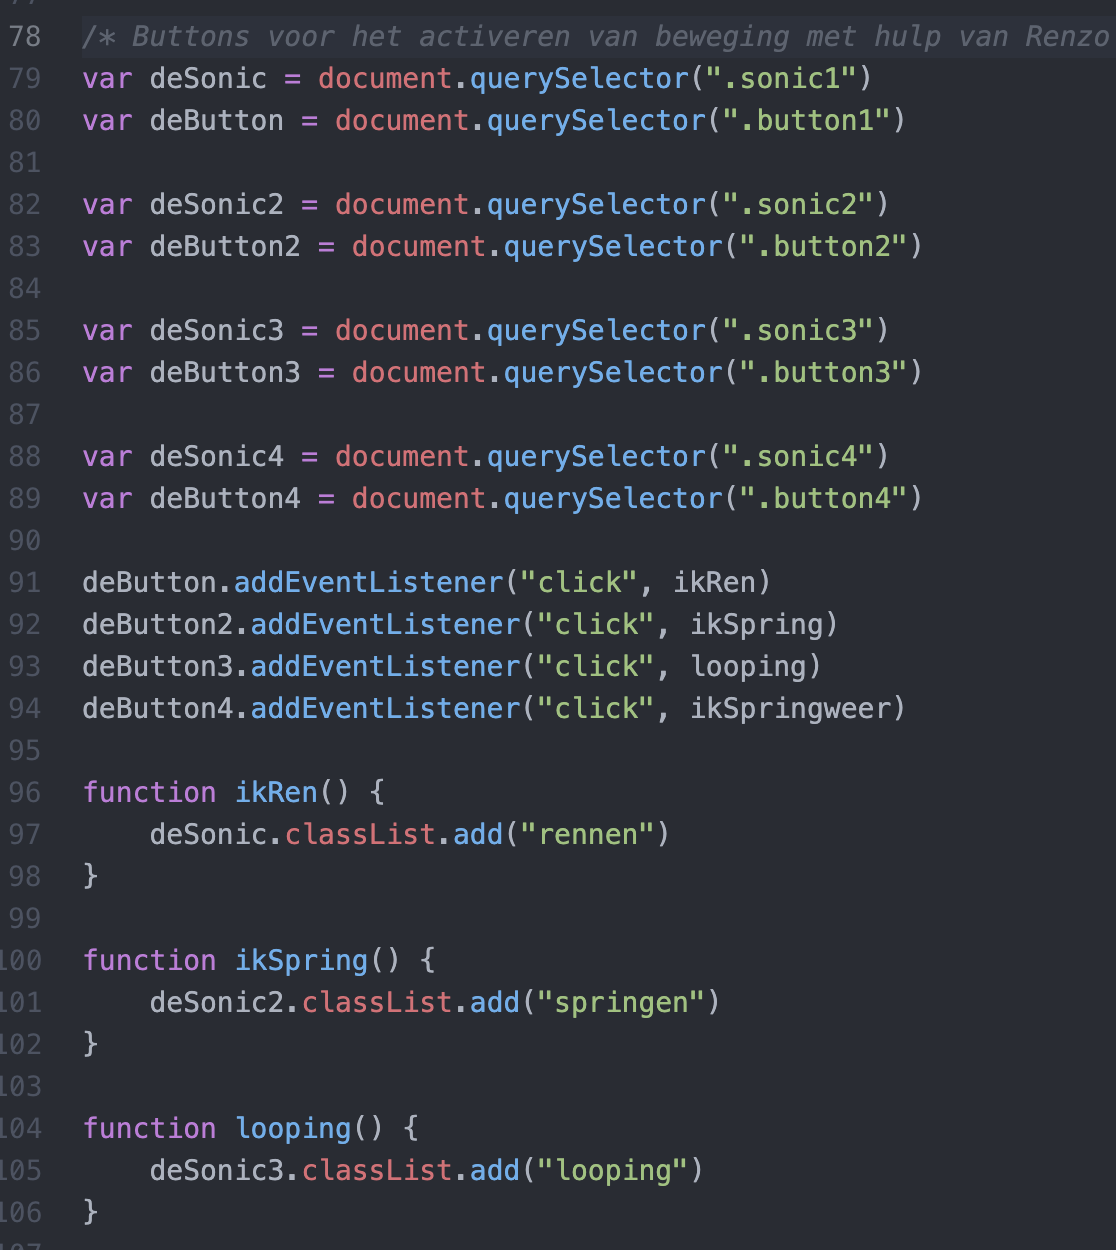 78 /* Buttons voor het activeren van beweging met hulp van Renzo
79 var deSonic = document.querySelector(".sonic1")
80 var deButton = document.querySelector(".button1")
81
82 var deSonic2 = document.querySelector(".sonic2")
83 var deButton2 = document.querySelector(".button2")
84
85 var deSonic3 = document.querySelector(".sonic3")
86 var deButton3 = document.querySelector(".button3")
87
88 var deSonic4 = document.querySelector(".sonic4")
89 var deButton4 = document.querySelector(".button4")
90
91 deButton.addEventListener("click", ikRen)
92 deButton2.addEventListener("click", ikSpring)
93 deButton3.addEventListener("click", looping)
94 deButton4.addEventListener("click", ikSpringweer)
95
96 function ikRen() {
97     deSonic.classList.add("rennen")
98 }
99
100 function ikSpring() {
101     deSonic2.classList.add("springen")
102 }
103
104 function looping() {
105     deSonic3.classList.add("looping")
106 }